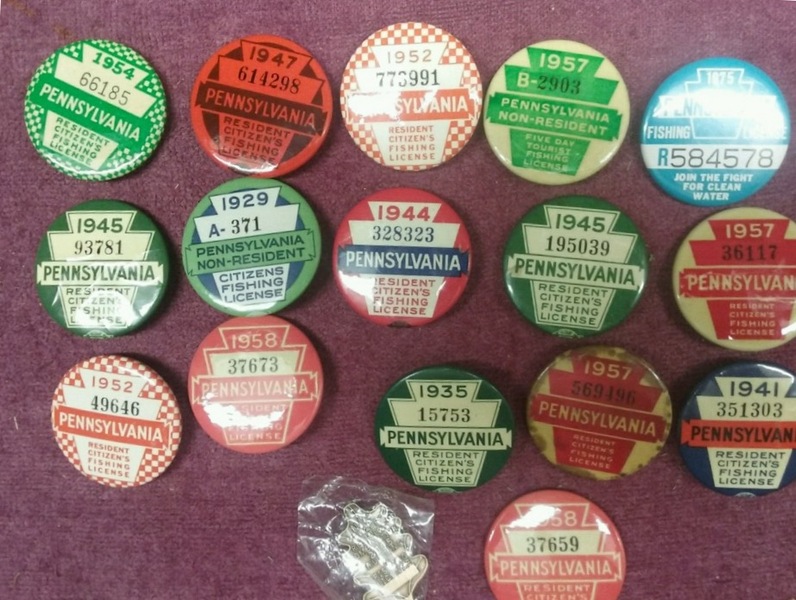 1954
66185
PENNSYLVANIA
RESIDENT
CITIZEN'S
FISHING
LICENSE
1947
614298
PENNSYLVANIA
RESIDENT
CITIZEN'S
FISHING
LICENSE
1952
773991
PENNSYLVANIA
RESIDENT
CITIZEN'S
FISHING
LICENSE
1957
B-2903
PENNSYLVANIA
NON-RESIDENT
FIVE DAY
TOURIST
FISHING
LICENSE
1975
FISHING
R584578
JOIN THE FIGHT
FOR CLEAN
WATER
1945
93781
PENNSYLVANIA
RESIDENT
CITIZEN'S
FISHING
LICENSE
1929
A-371
PENNSYLVANIA
NON-RESIDENT
CITIZENS
FISHING
LICENSE
1944
328323
PENNSYLVANIA
RESIDENT
CITIZEN'S
FISHING
LICENSE
1945
195039
PENNSYLVANIA
RESIDENT
CITIZEN'S
FISHING
LICENSE
1957
36117
PENNSYLVAN
RESIDENT
CITIZEN'S
FISHING
LICENSE
1952
49646
PENNSYLVANIA
RESIDENT
CITIZEN'S
FISHING
LICENSE
1958
37673
PENNSYLVANIA
RESIDENT
CITIZEN'S
FISHING
LICENSE
1935
15753
PENNSYLVANIA
RESIDENT
CITIZEN'S
FISHING
LICENSE
1957
569496
PENNSYLVANIA
RESIDENT
CITIZEN'S
FISHING
LICENSE
1941
351303
PENNSYLVAN
RESIDENT
CITIZEN'S
FISHING
LICENSE
1958
37659
PENNSYLVANIA
RESIDENT
CITIZEN'S